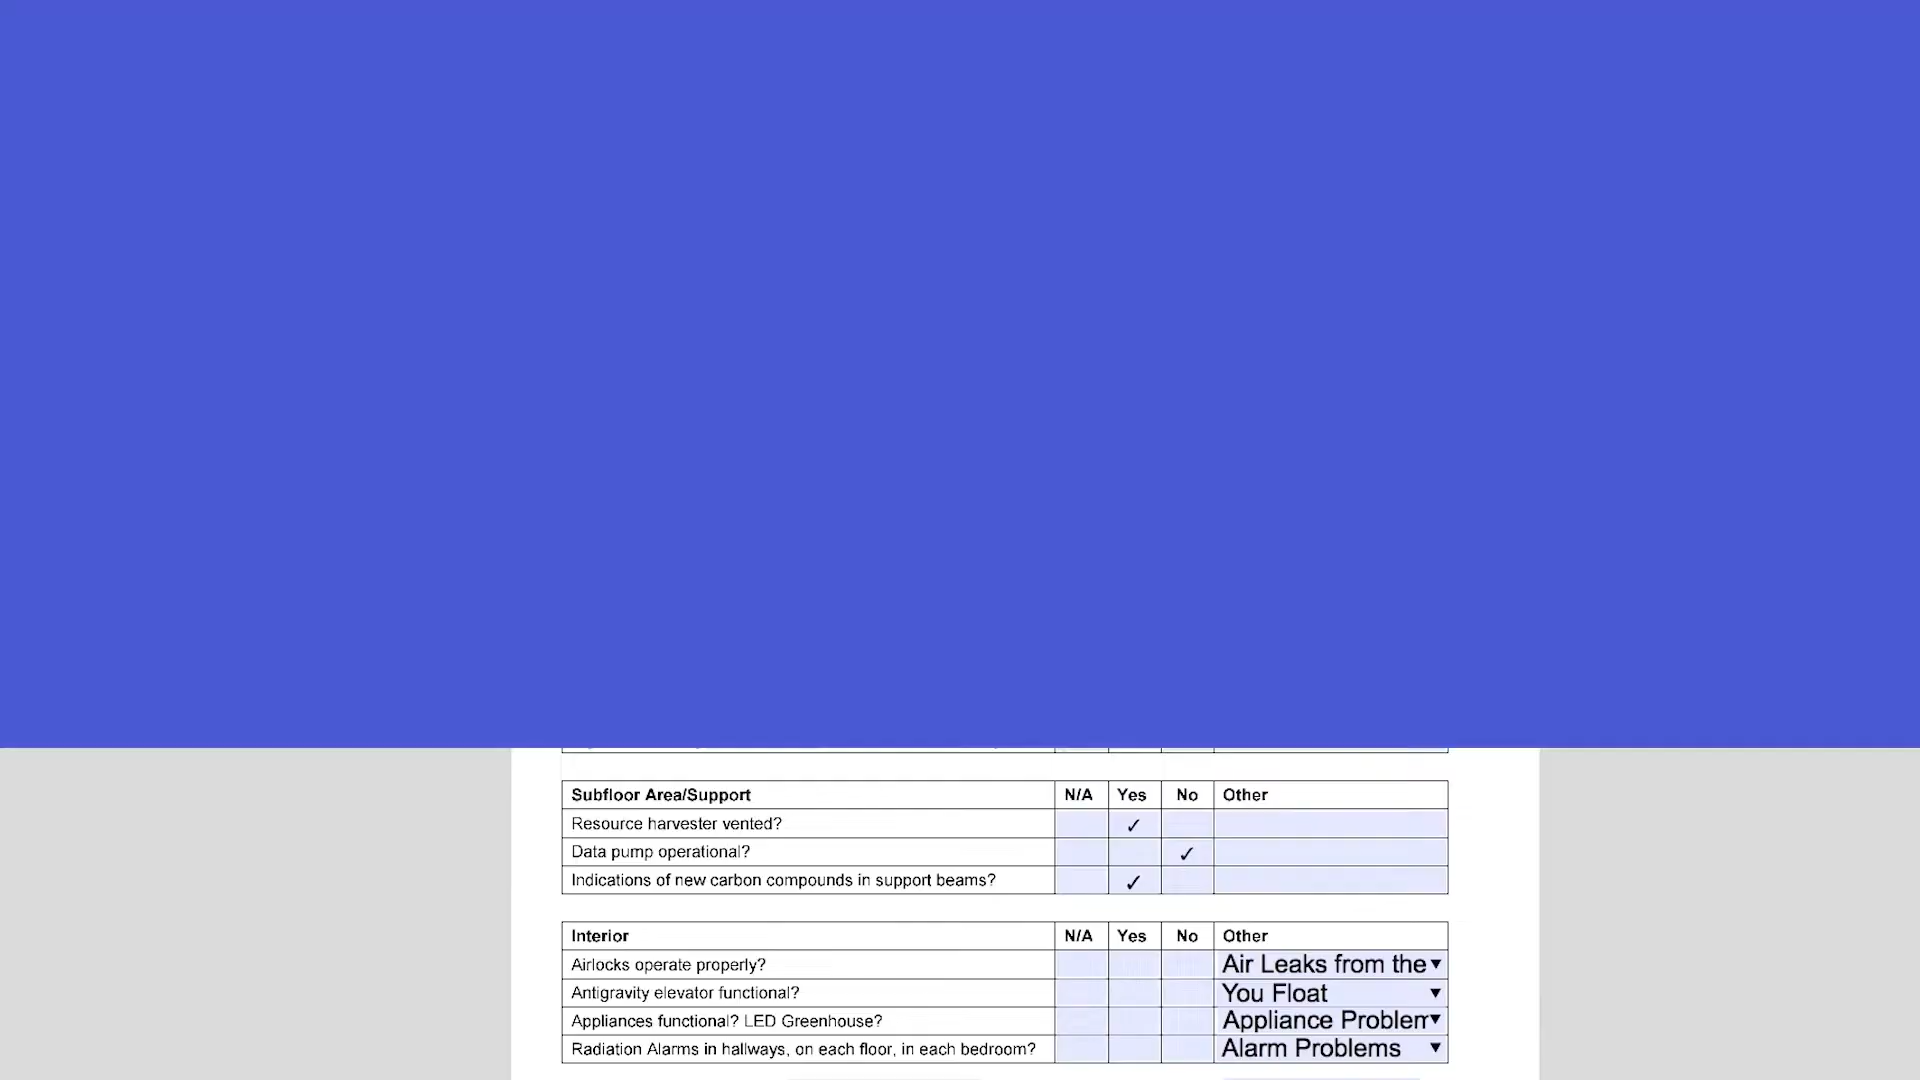 Subfloor Area/Support N/A Yes No Other
Resource harvester vented? ✓
Data pump operational? ✓
Indications of new carbon compounds in support beams? ✓
Interior N/A Yes No Other
Airlocks operate properly? Air Leaks from the
Antigravity elevator functional? You Float
Appliances functional? LED Greenhouse? Appliance
Radiation Alarms in hallways, on each floor, in each bedroom? Alarm Problems